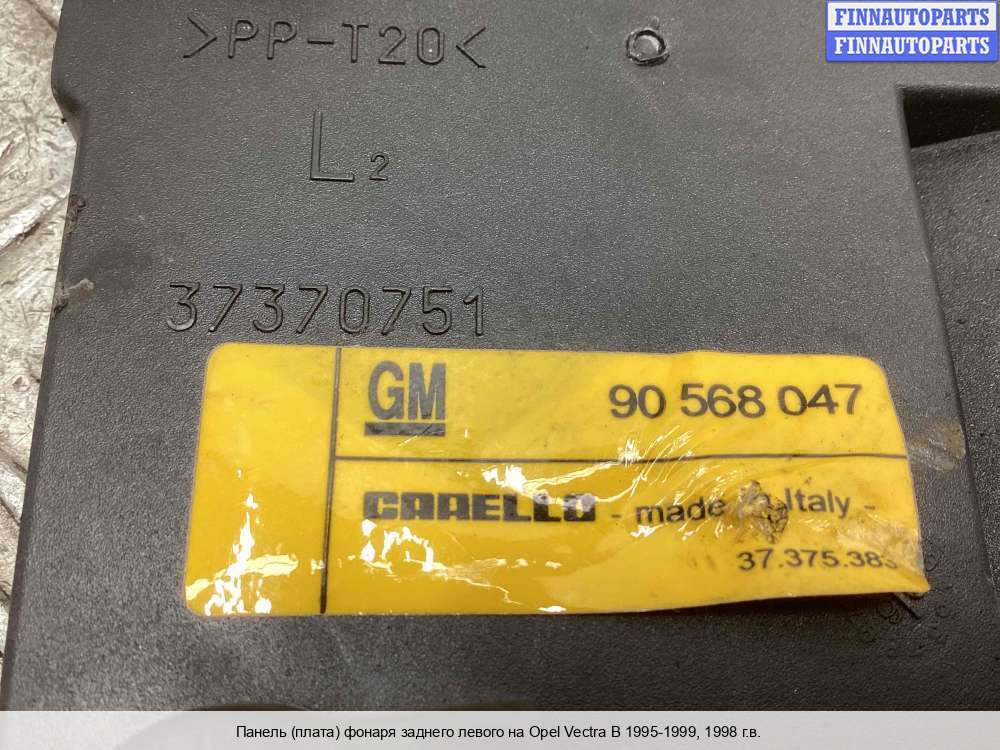 FINNAUTOPARTS
FINNAUTOPARTS
>PP-T20<
L2
37370751
GM 90 568 047
CARELLO - made in Italy -
37.375.383
Панель (плата) фонаря заднего левого на Opel Vectra B 1995-1999, 1998 г.в.